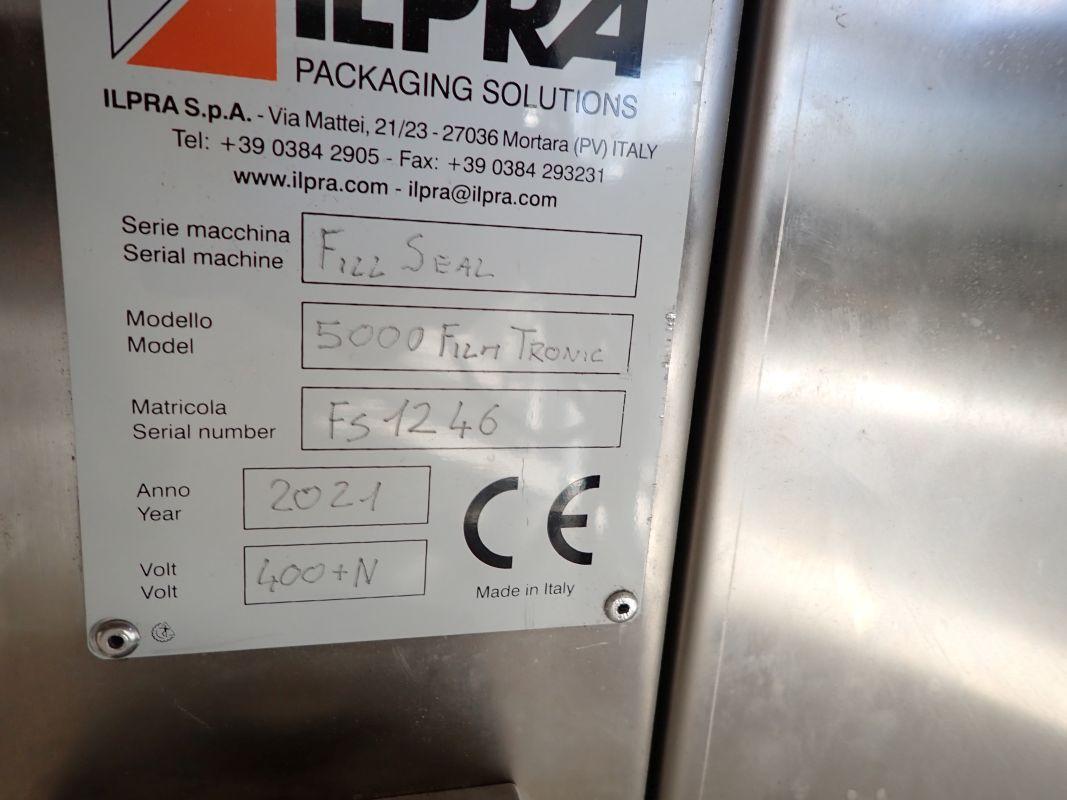 ILPRA
PACKAGING SOLUTIONS
ILPRA S.p.A. - Via Mattei, 21/23 - 27036 Mortara (PV) ITALY
Tel: +39 0384 2905 - Fax: +39 0384 293231
www.ilpra.com - ilpra@ilpra.com
Serie macchina
Serial machine
FILL SEAL
Modello
Model
5000 FILM TRONIC
Matricola
Serial number
FS1246
Anno
Year
2021
CE
Volt
Volt
400+N
Made in Italy